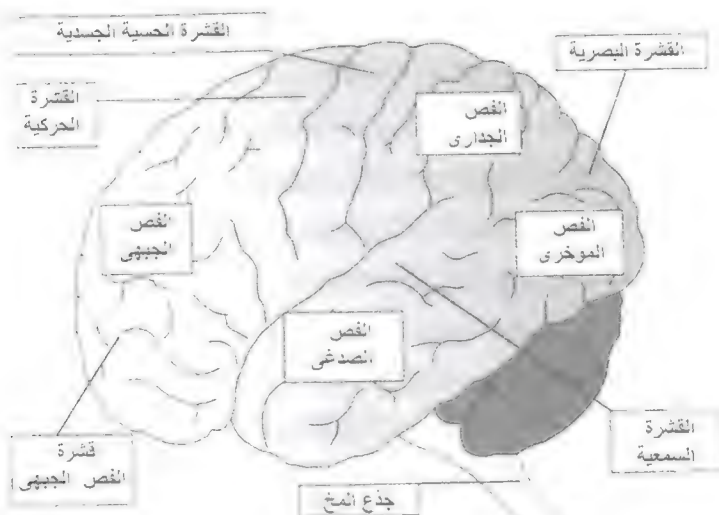 القشرة الحسية الجسدية
القشرة البصرية
القشرة
الحركية
الفص
الجدارى
الفص
الجبهى
الفص
الموخرى
الفص
الصدغى
القشرة
السمعية
قشرة
الفص الجبهى
جذع المخ